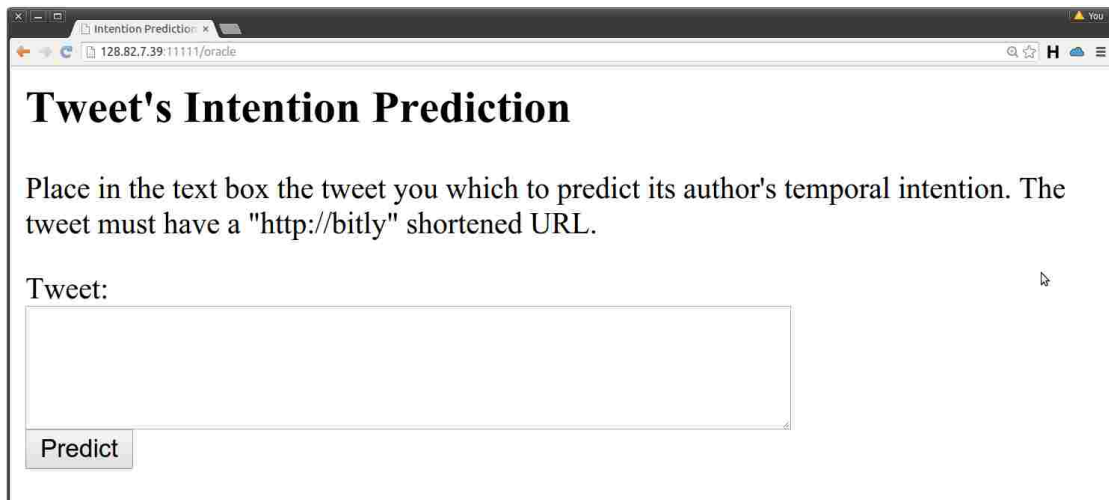 Intention Prediction
You
128.82.7.39:11111/oracle
H
Tweet's Intention Prediction
Place in the text box the tweet you which to predict its author's temporal intention. The
tweet must have a "http://bitly" shortened URL.
Tweet:
Predict